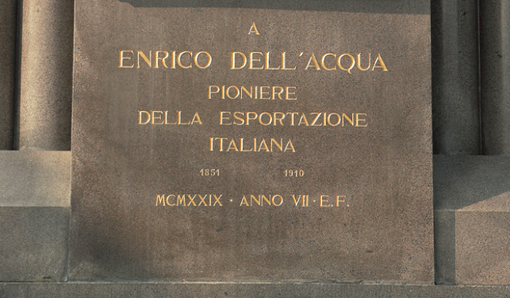 A
ENRICO DELL'ACQUA
PIONIERE
DELLA ESPORTAZIONE
ITALIANA
1851 1910
MCMXXIX · ANNO VII · E.F.